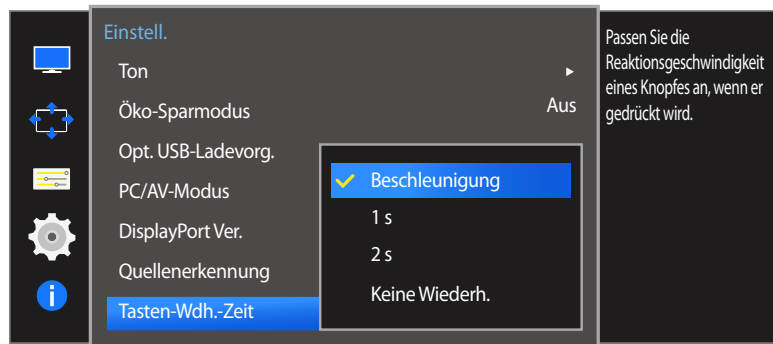 Einstell.
Ton
Öko-Sparmodus Aus
Opt. USB-Ladevorg.
PC/AV-Modus
DisplayPort Ver.
Quellenerkennung
Tasten-Wdh.-Zeit
Beschleunigung
1 s
2 s
Keine Wiederh.
Passen Sie die
Reaktionsgeschwindigkeit
eines Knopfes an, wenn er
gedrückt wird.